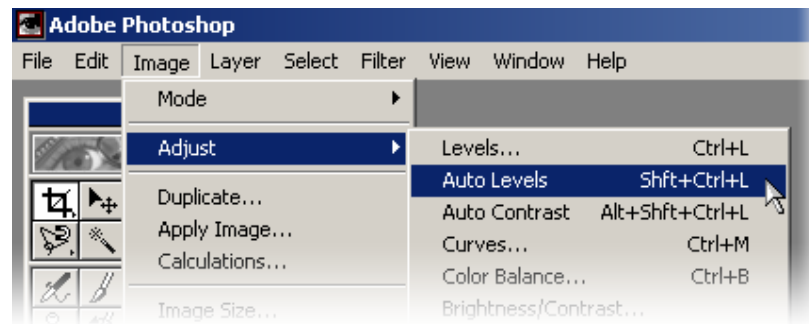 Adobe Photoshop
File Edit Image Layer Select Filter View Window Help
Mode
Adjust
Duplicate...
Apply Image...
Calculations...
Image Size...
Levels... Ctrl+L
Auto Levels Shft+Ctrl+L
Auto Contrast Alt+Shft+Ctrl+L
Curves... Ctrl+M
Color Balance... Ctrl+B
Brightness/Contrast...